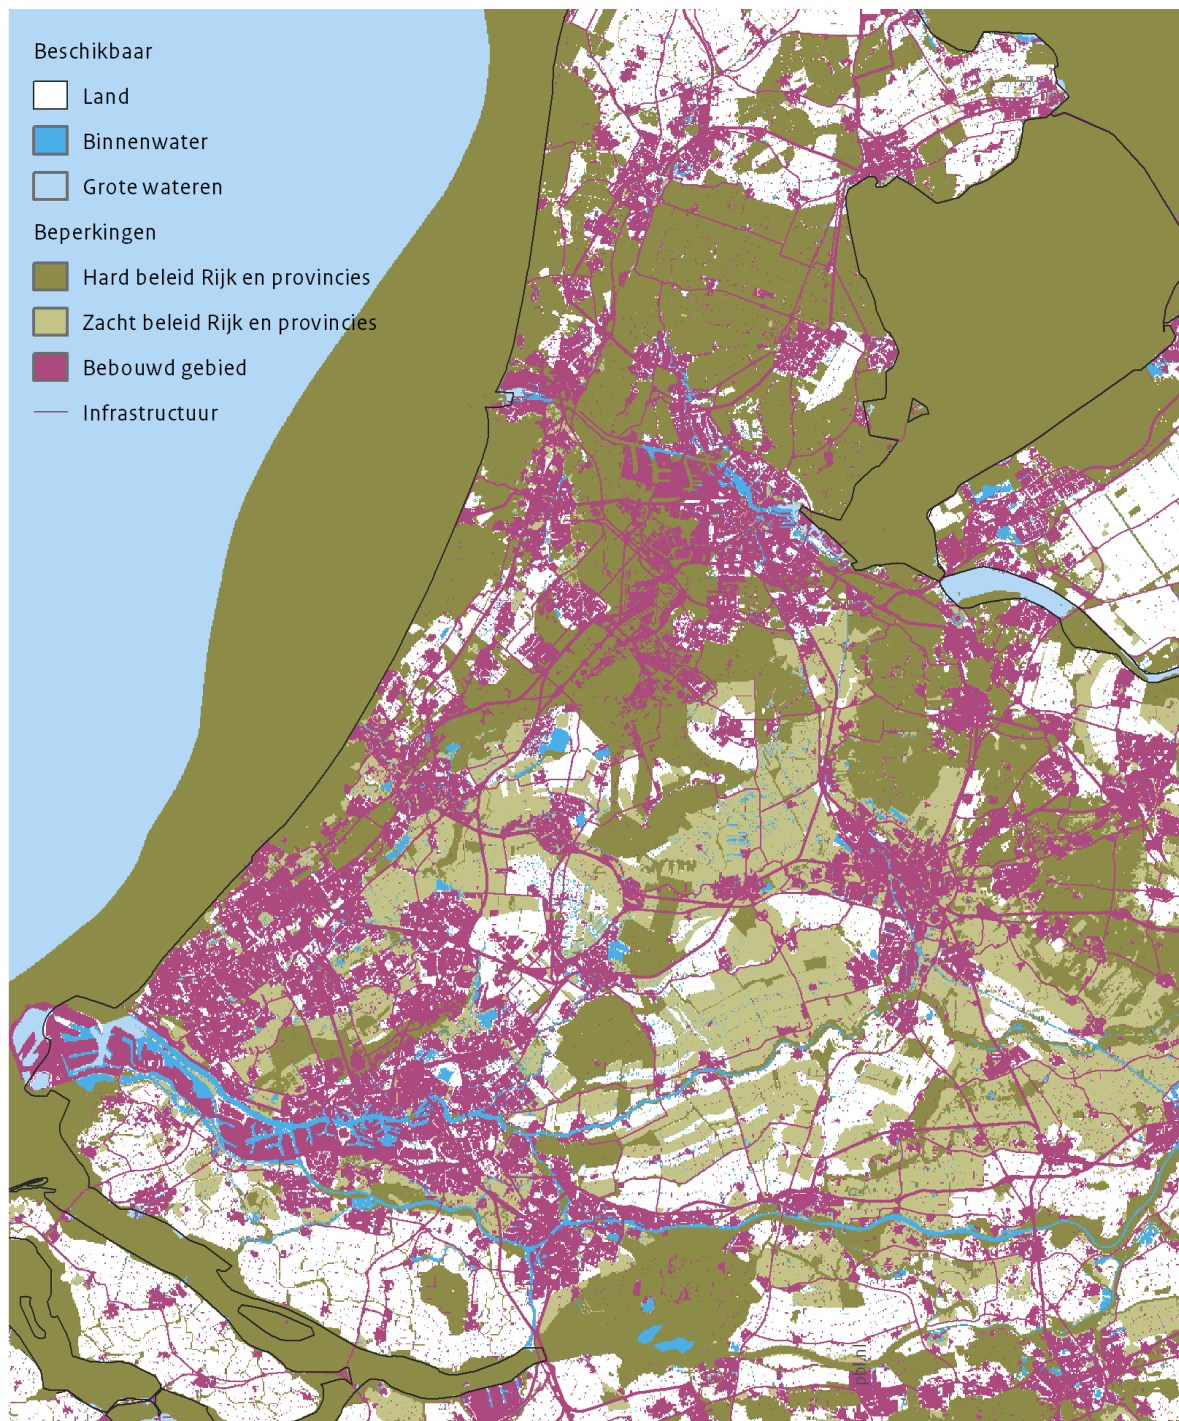 Beschikbaar
Land
Binnenwater
Grote wateren
Beperkingen
Hard beleid Rijk en provincies
Zacht beleid Rijk en provincies
Bebouwd gebied
Infrastructuur
pbl.nl